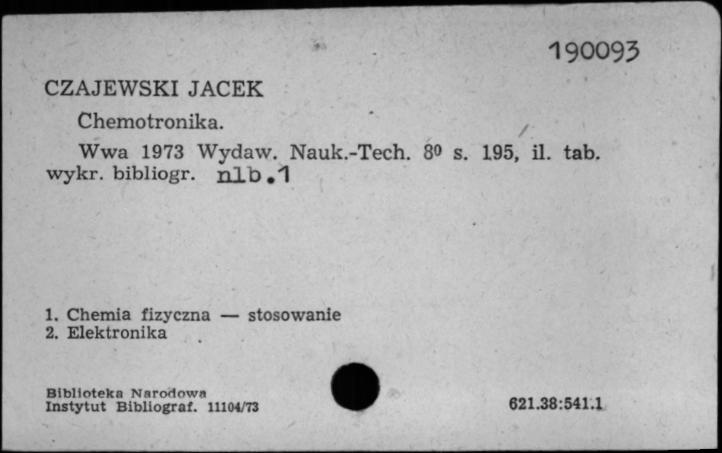 190093
CZAJEWSKI JACEK
Chemotronika.
Wwa 1973 Wydaw. Nauk.-Tech. 8⁰ s. 195, il. tab.
wykr. bibliogr. nlb.1
1. Chemia fizyczna — stosowanie
2. Elektronika
Biblioteka Narodowa
Instytut Bibliograf. 11104/73
621.38:541.1